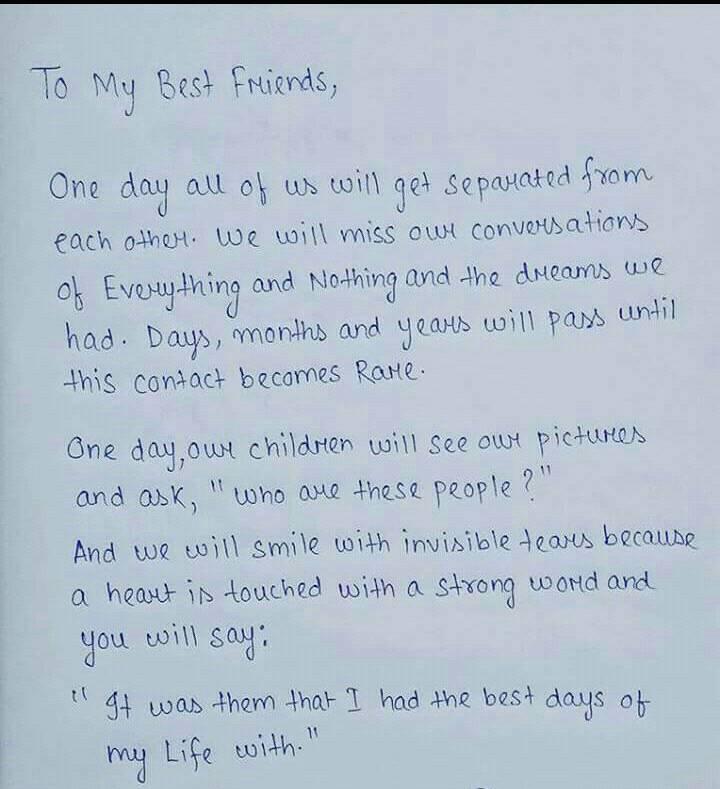 To My Best Friends,
One day all of us will get separated from
each other. We will miss our conversations
of Everything and Nothing and the dreams we
had. Days, months and years will pass until
this contact becomes Rare.
One day, our children will see our pictures
and ask, "who are these people?"
And we will smile with invisible tears because
a heart is touched with a strong word and
you will say:
"It was them that I had the best days of
my Life with."